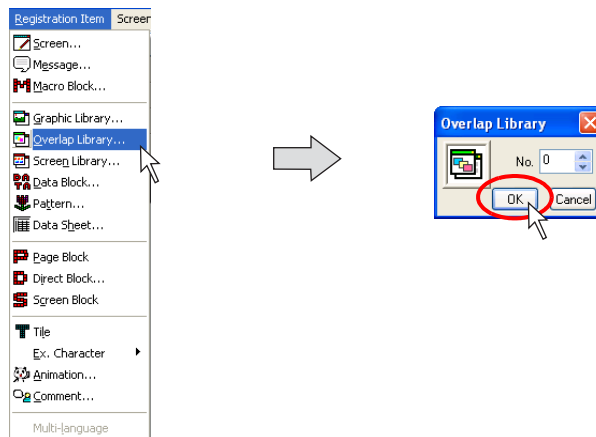 Registration Item Screen
Screen...
Message...
Macro Block...
Graphic Library...
Overlap Library...
Screen Library...
Data Block...
Pattern...
Data Sheet...
Page Block
Direct Block...
Screen Block
Tile
Ex. Character
Animation...
Comment...
Multi-language
Overlap Library
No. 0
OK Cancel